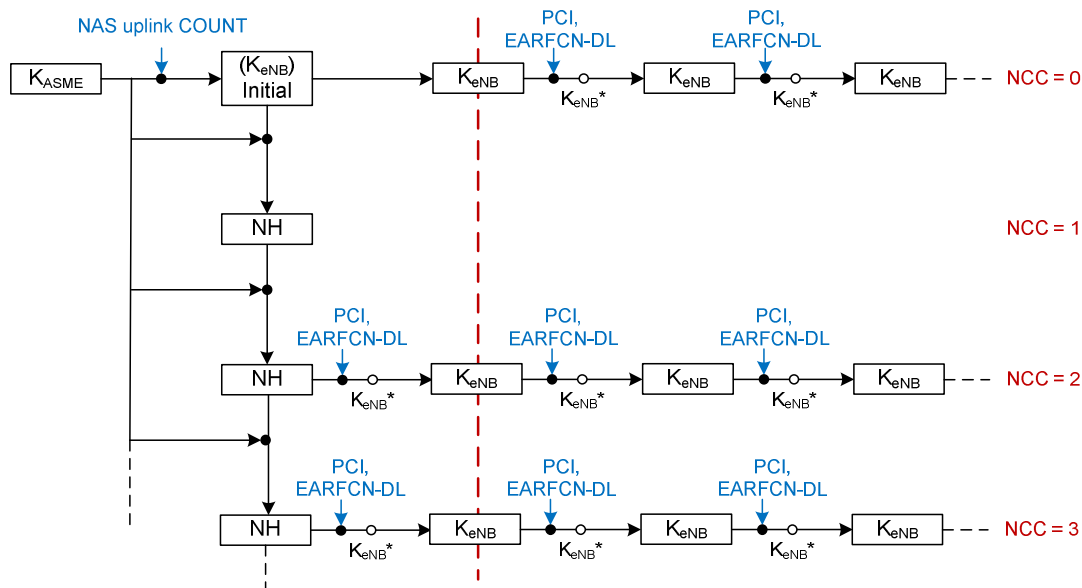 NAS uplink COUNT
PCI,
EARFCN-DL
PCI,
EARFCN-DL
KASME
(KeNB)
Initial
KeNB
KeNB*
KeNB
KeNB*
KeNB
NCC = 0
NH
NCC = 1
PCI,
EARFCN-DL
PCI,
EARFCN-DL
PCI,
EARFCN-DL
NH
KeNB*
KeNB
KeNB*
KeNB
KeNB*
KeNB
NCC = 2
PCI,
EARFCN-DL
PCI,
EARFCN-DL
PCI,
EARFCN-DL
NH
KeNB*
KeNB
KeNB*
KeNB
KeNB*
KeNB
NCC = 3